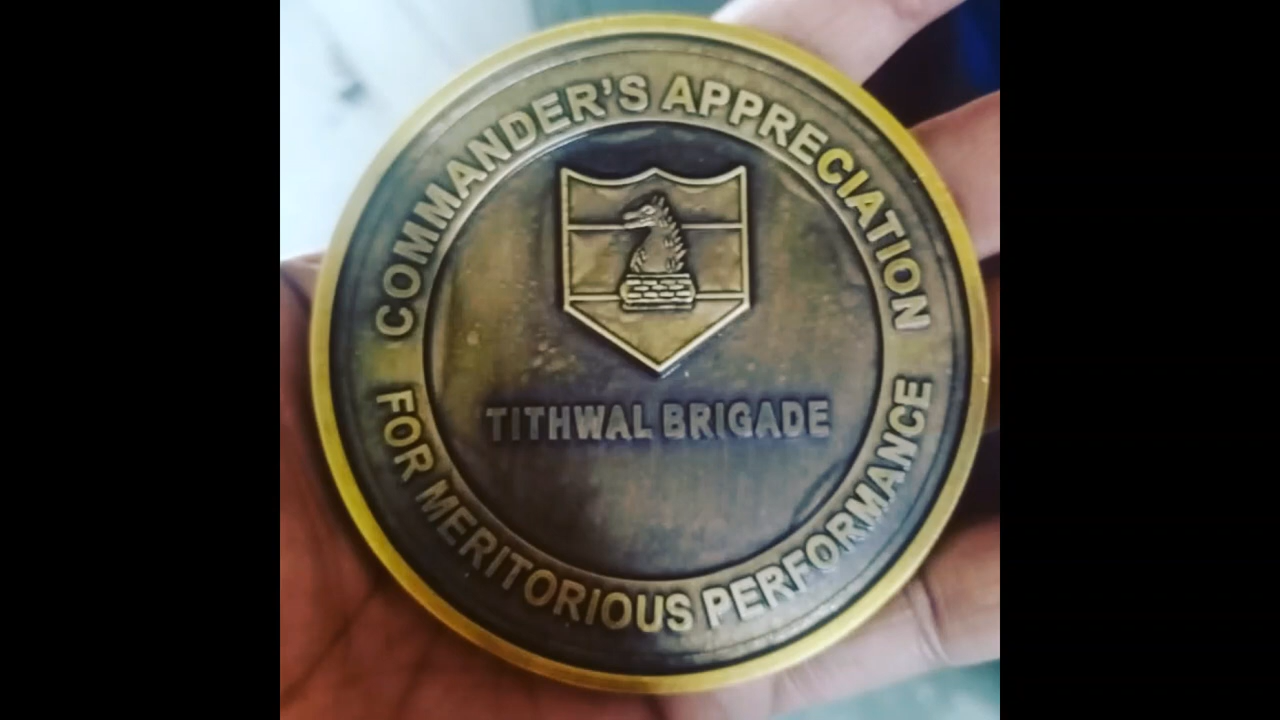 COMMANDER'S APPRECIATION
TITHWAL BRIGADE
FOR MERITORIOUS PERFORMANCE